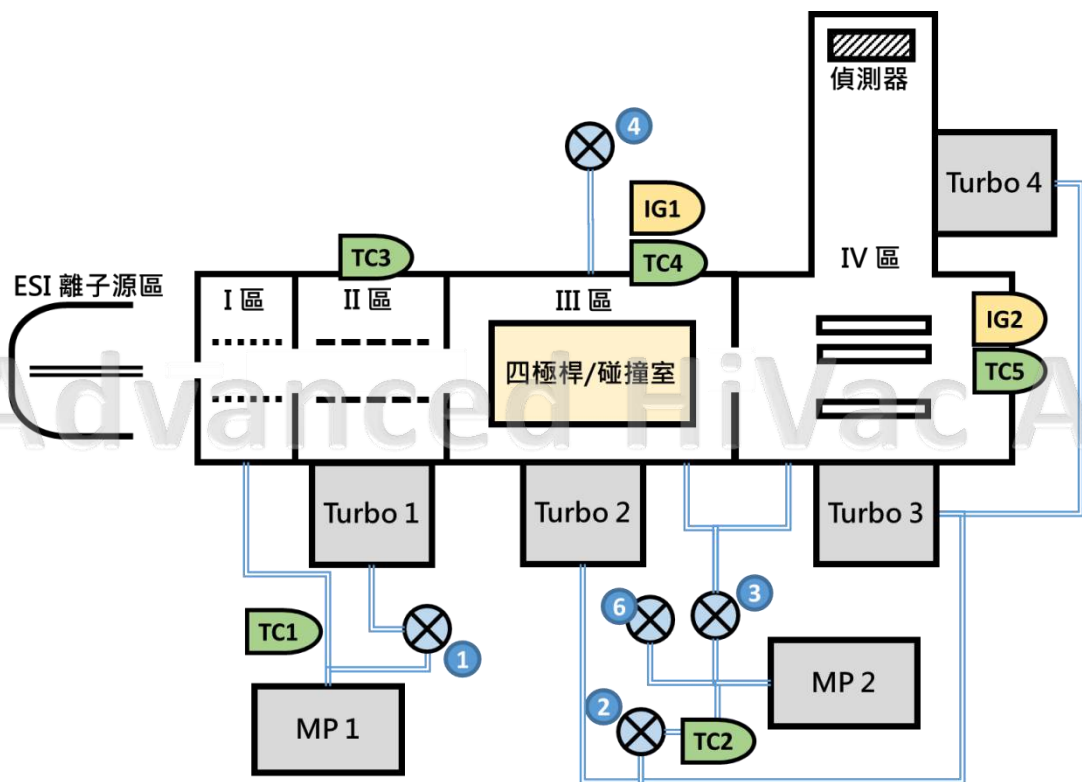 偵測器
4
Turbo 4
IG1
TC3
TC4
IV 區
ESI 離子源區
I 區
II 區
III 區
IG2
四極桿/碰撞室
TC5
Advanced HiVac A
Turbo 1
Turbo 2
Turbo 3
3
6
TC1
1
MP 2
2
MP 1
TC2